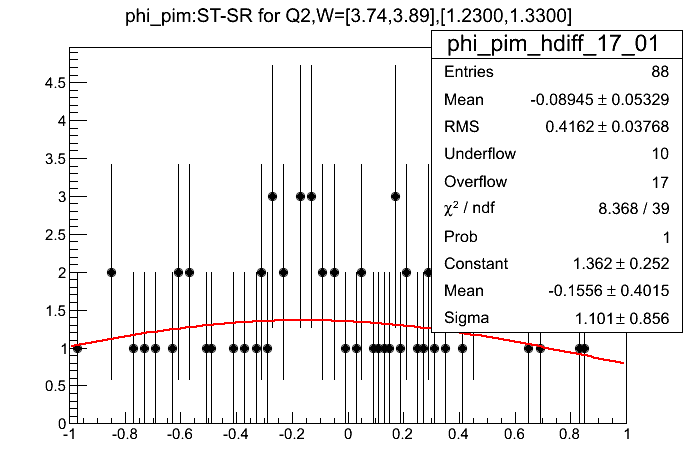 phi_pim:ST-SR for Q2,W=[3.74,3.89],[1.2300,1.3300]
phi_pim_hdiff_17_01
Entries 88
Mean -0.08945 ± 0.05329
RMS 0.4162 ± 0.03768
Underflow 10
Overflow 17
χ² / ndf 8.368 / 39
Prob 1
Constant 1.362 ± 0.252
Mean -0.1556 ± 0.4015
Sigma 1.101 ± 0.856
4.5
4
3.5
3
2.5
2
1.5
1
0.5
0
-1 -0.8 -0.6 -0.4 -0.2 0 0.2 0.4 0.6 0.8 1